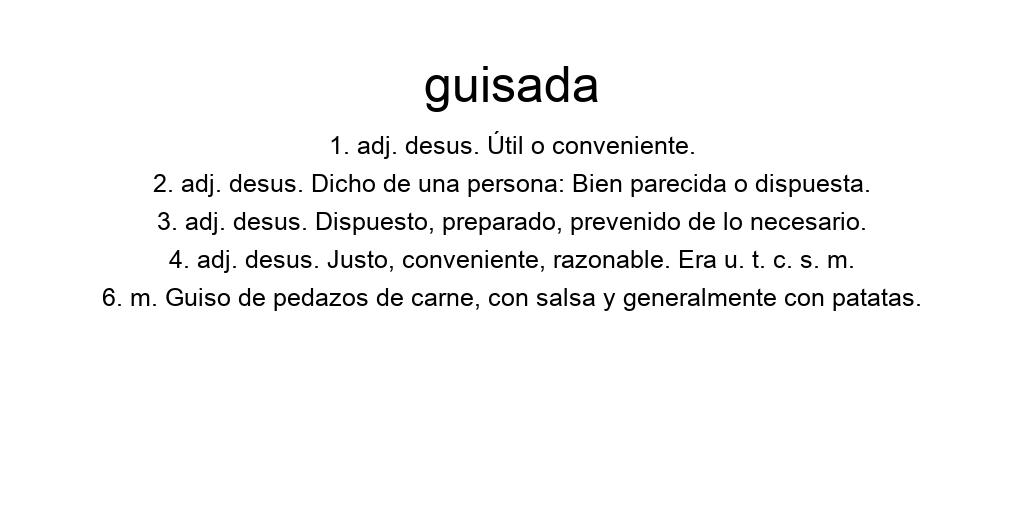 guisada
1. adj. desus. Útil o conveniente.
2. adj. desus. Dicho de una persona: Bien parecida o dispuesta.
3. adj. desus. Dispuesto, preparado, prevenido de lo necesario.
4. adj. desus. Justo, conveniente, razonable. Era u. t. c. s. m.
6. m. Guiso de pedazos de carne, con salsa y generalmente con patatas.